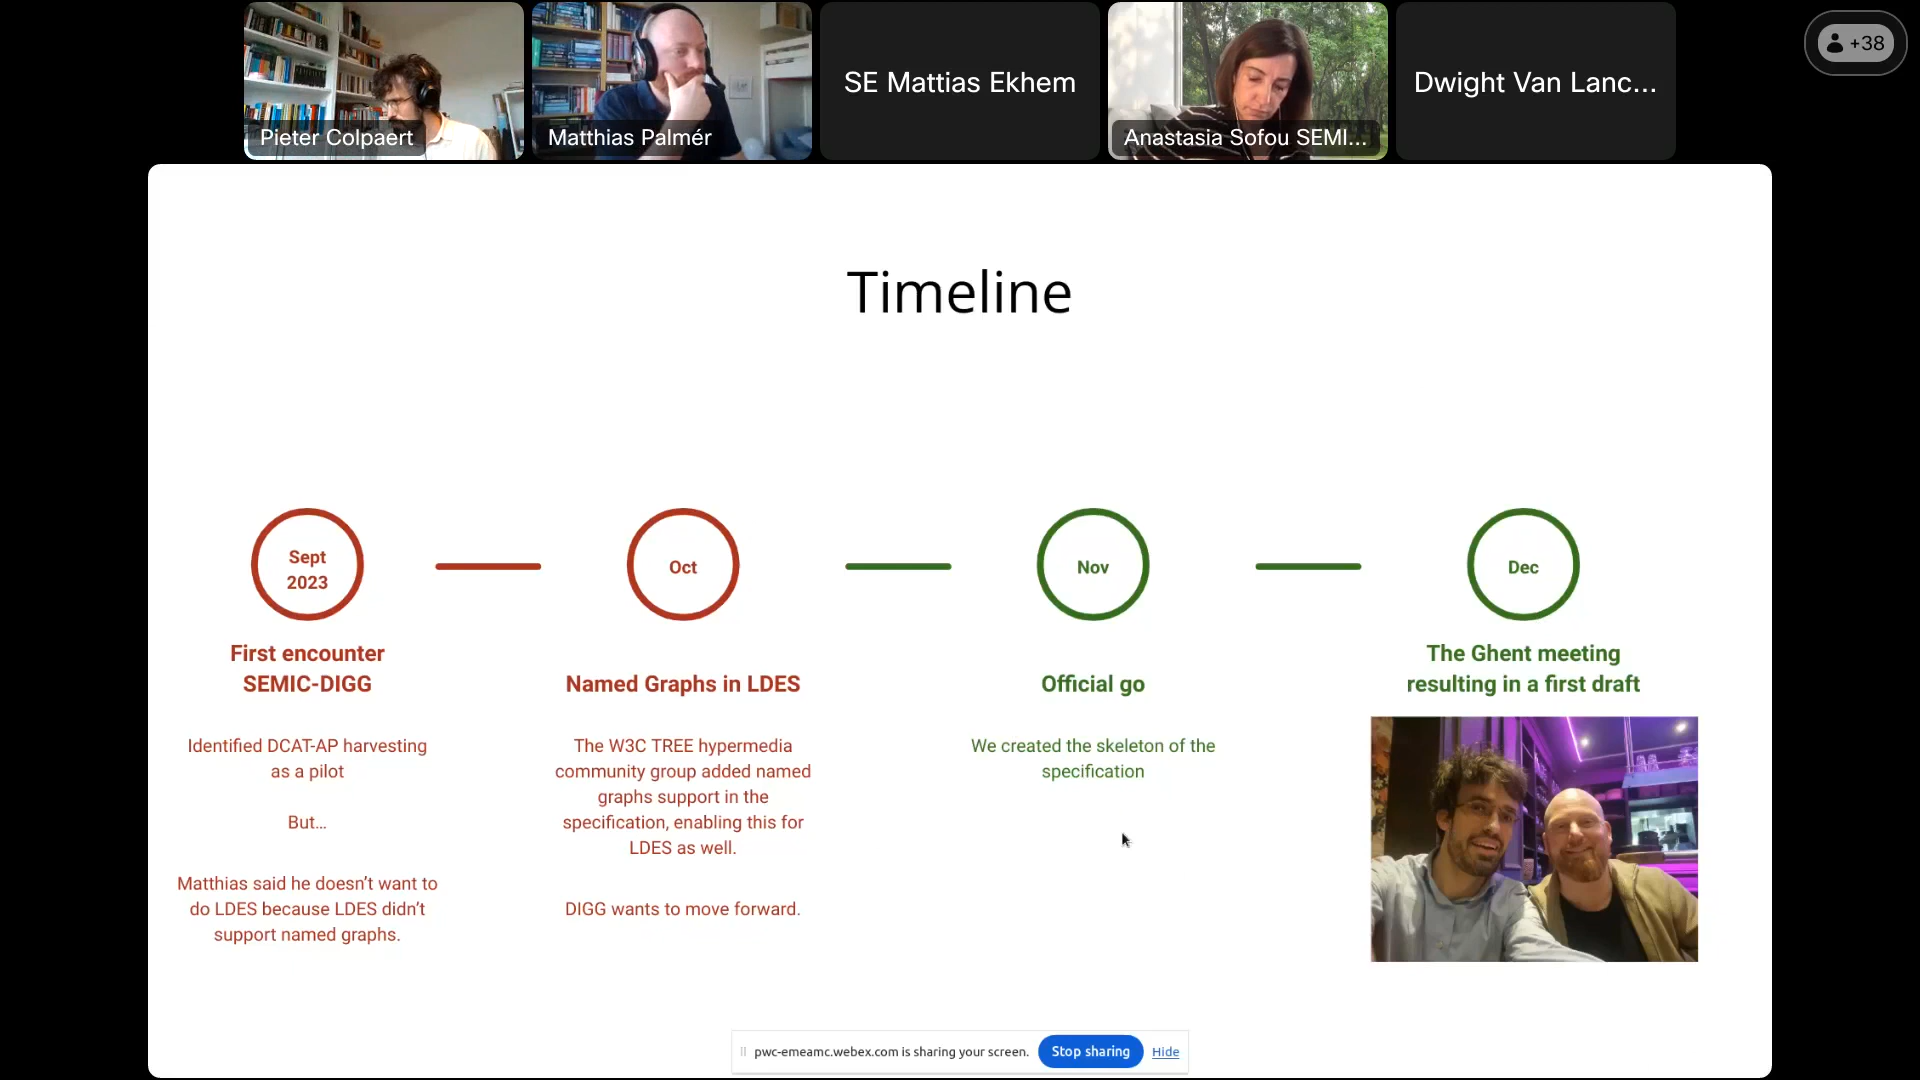 Pieter Colpaert
Matthias Palmér
SE Mattias Ekhem
Anastasia Sofou SEMI...
Dwight Van Lanc...
+38
Timeline
Sept
2023
Oct
Nov
Dec
First encounter
SEMIC-DIGG
Identified DCAT-AP harvesting
as a pilot
But…
Matthias said he doesn’t want to
do LDES because LDES didn’t
support named graphs.
Named Graphs in LDES
The W3C TREE hypermedia
community group added named
graphs support in the
specification, enabling this for
LDES as well.
DIGG wants to move forward.
Official go
We created the skeleton of the
specification
The Ghent meeting
resulting in a first draft
pwc-emeamc.webex.com is sharing your screen.
Stop sharing
Hide